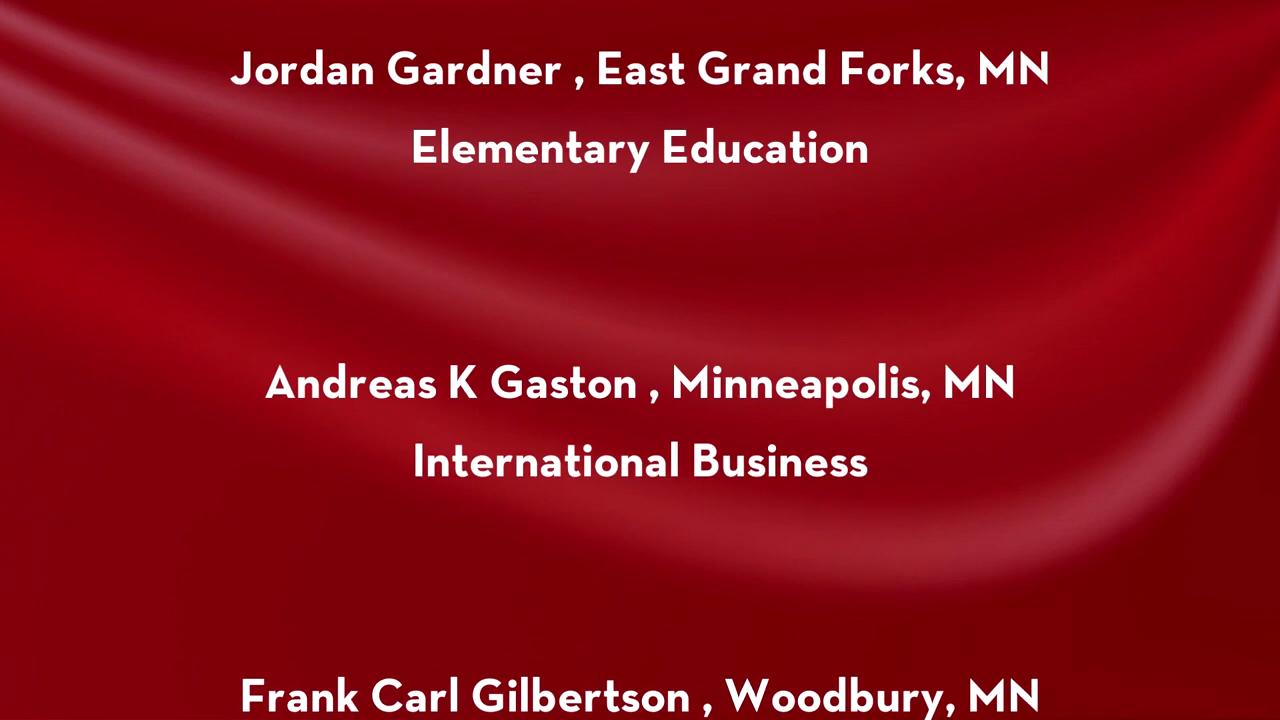 Jordan Gardner , East Grand Forks, MN
Elementary Education
Andreas K Gaston , Minneapolis, MN
International Business
Frank Carl Gilbertson , Woodbury, MN